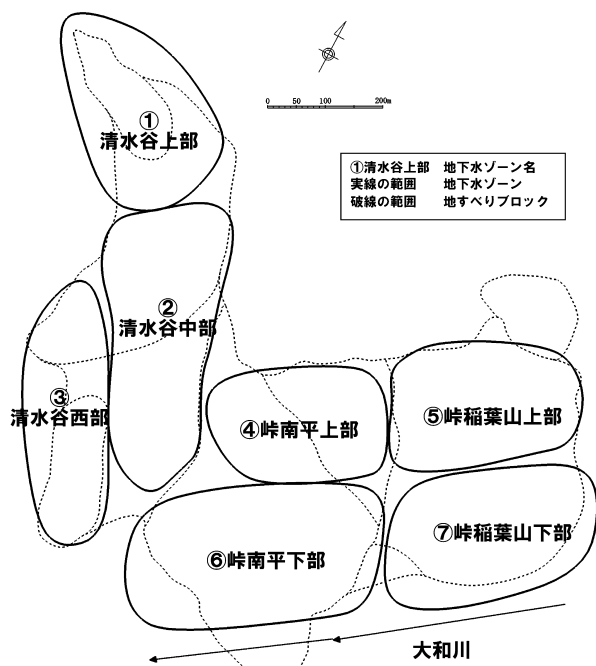 ①
清水谷上部
0 50 100 200m
①清水谷上部 地下水ゾーン名
実線の範囲 地下水ゾーン
破線の範囲 地すべりブロック
②
清水谷中部
③
清水谷西部
④峠南平上部
⑤峠稲葉山上部
⑥峠南平下部
⑦峠稲葉山下部
大和川